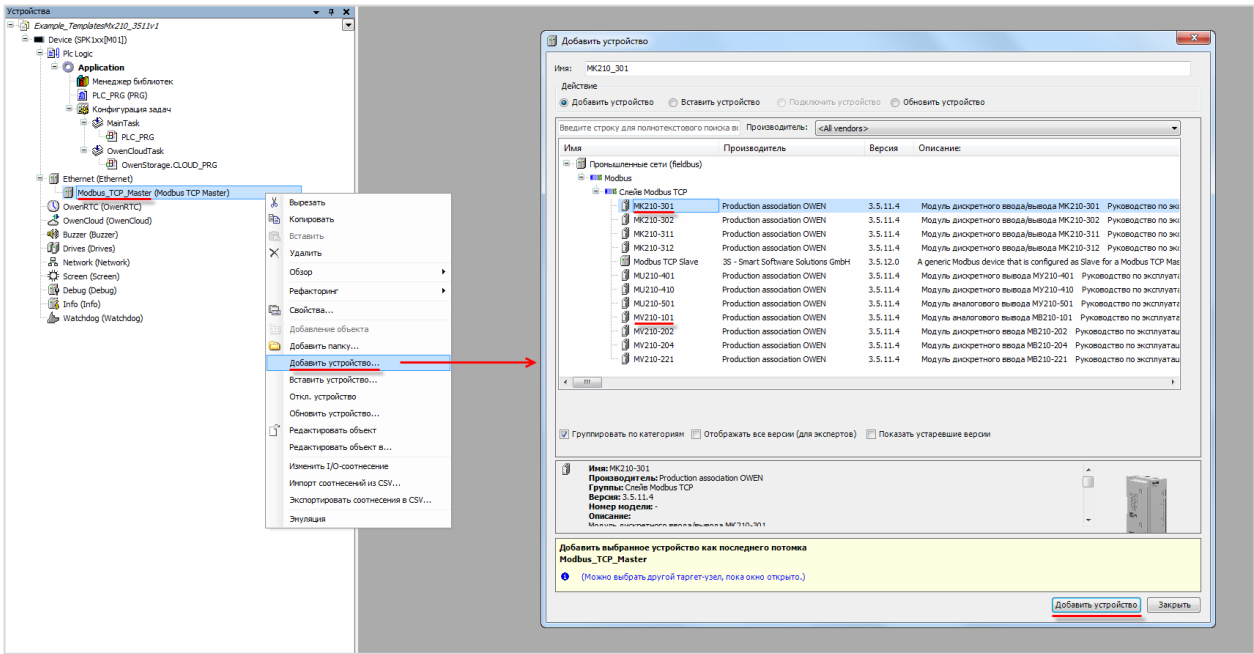 Устройства
Example_TemplatesMx210_3511v1
Device (SPK1xx[M01])
Plc Logic
Application
Менеджер библиотек
PLC_PRG (PRG)
Конфигурация задач
MainTask
PLC_PRG
OwenCloudTask
OwenStorage.CLOUD_PRG
Ethernet (Ethernet)
Modbus_TCP_Master (Modbus TCP Master)
OwenRTC (OwenRTC)
OwenCloud (OwenCloud)
Buzzer (Buzzer)
Drives (Drives)
Network (Network)
Screen (Screen)
Debug (Debug)
Info (Info)
Watchdog (Watchdog)
Вырезать
Копировать
Вставить
Удалить
Обзор
Рефакторинг
Свойства...
Добавление объекта
Добавить папку...
Добавить устройство...
Вставить устройство...
Откл. устройство
Обновить устройство...
Редактировать объект
Редактировать объект в...
Изменить I/O-соотнесение
Импорт соотнесений из CSV...
Экспортировать соотнесения в CSV...
Эмуляция
Добавить устройство
Имя: MK210_301
Действие
Добавить устройство Вставить устройство Подключить устройство Обновить устройство
Введите строку для полнотекстового поиска в Производитель: <All vendors>
Имя Производитель Версия Описание:
Промышленные сети (fieldbus)
Modbus
Слейв Modbus TCP
MK210-301 Production association OWEN 3.5.11.4 Модуль дискретного ввода/вывода МК210-301 Руководство по эк
MK210-302 Production association OWEN 3.5.11.4 Модуль дискретного ввода/вывода МК210-302 Руководство по эк
MK210-311 Production association OWEN 3.5.11.4 Модуль дискретного ввода/вывода МК210-311 Руководство по эк
MK210-312 Production association OWEN 3.5.11.4 Модуль дискретного ввода/вывода МК210-312 Руководство по эк
Modbus TCP Slave 3S - Smart Software Solutions GmbH 3.5.12.0 A generic Modbus device that is configured as Slave for a Modbus TCP Mas
MU210-401 Production association OWEN 3.5.11.4 Модуль дискретного вывода МУ210-401 Руководство по эксплуата
MU210-410 Production association OWEN 3.5.11.4 Модуль дискретного вывода МУ210-410 Руководство по эксплуата
MU210-501 Production association OWEN 3.5.11.4 Модуль аналогового вывода МУ210-501 Руководство по эксплуата
MV210-101 Production association OWEN 3.5.11.4 Модуль аналогового вывода МВ210-101 Руководство по эксплуата
MV210-202 Production association OWEN 3.5.11.4 Модуль дискретного ввода МВ210-202 Руководство по эксплуатац
MV210-204 Production association OWEN 3.5.11.4 Модуль дискретного ввода МВ210-204 Руководство по эксплуатац
MV210-221 Production association OWEN 3.5.11.4 Модуль дискретного ввода МВ210-221 Руководство по эксплуатац
Группировать по категориям Отображать все версии (для экспертов) Показать устаревшие версии
Имя: MK210-301
Производитель: Production association OWEN
Группы: Слейв Modbus TCP
Версия: 3.5.11.4
Номер модели: -
Описание:
Модуль дискретного ввода/вывода МК210-301
Добавить выбранное устройство как последнего потомка
Modbus_TCP_Master
(Можно выбрать другой таргет-узел, пока окно открыто.)
Добавить устройство Закрыть